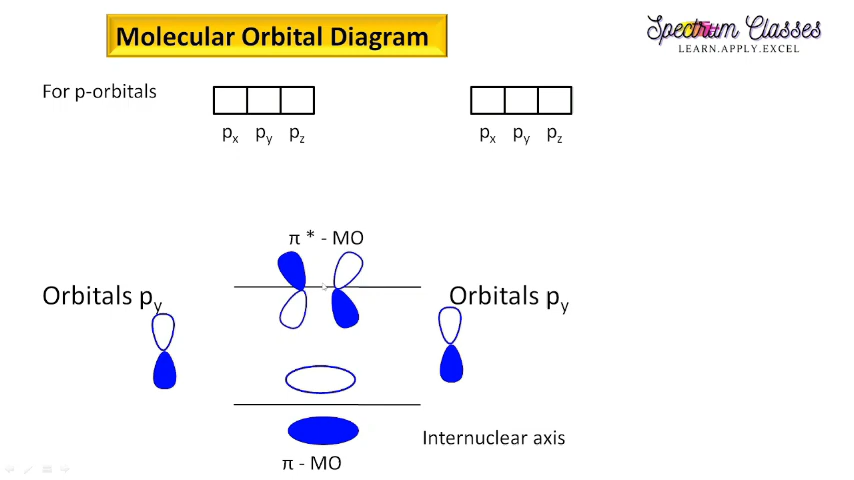 Molecular Orbital Diagram
Spectrum Classes
LEARN.APPLY.EXCEL
For p-orbitals
px py pz
px py pz
π * - MO
Orbitals py
Orbitals py
Internuclear axis
π - MO